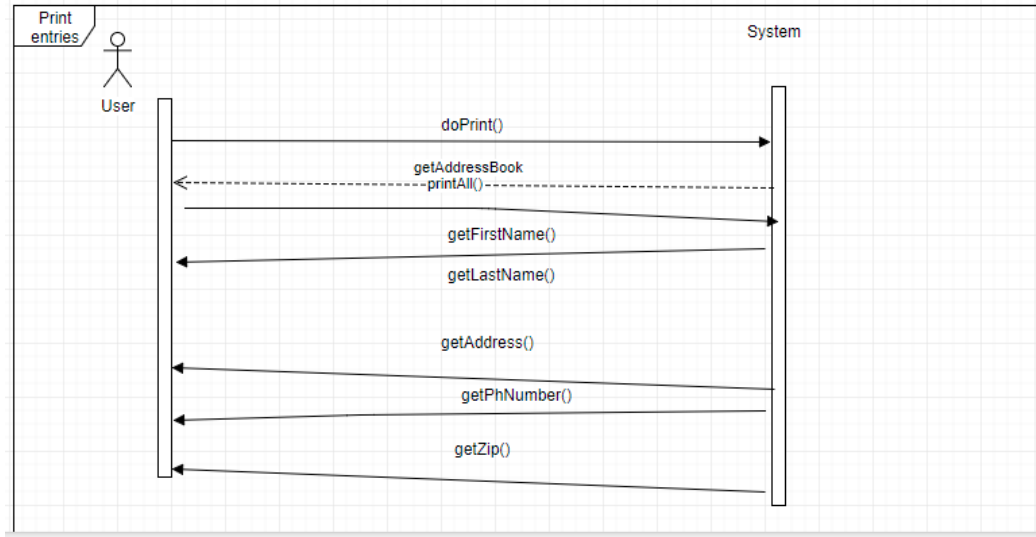 Print
entries
System
User
doPrint()
getAddressBook
printAll()
getFirstName()
getLastName()
getAddress()
getPhNumber()
getZip()